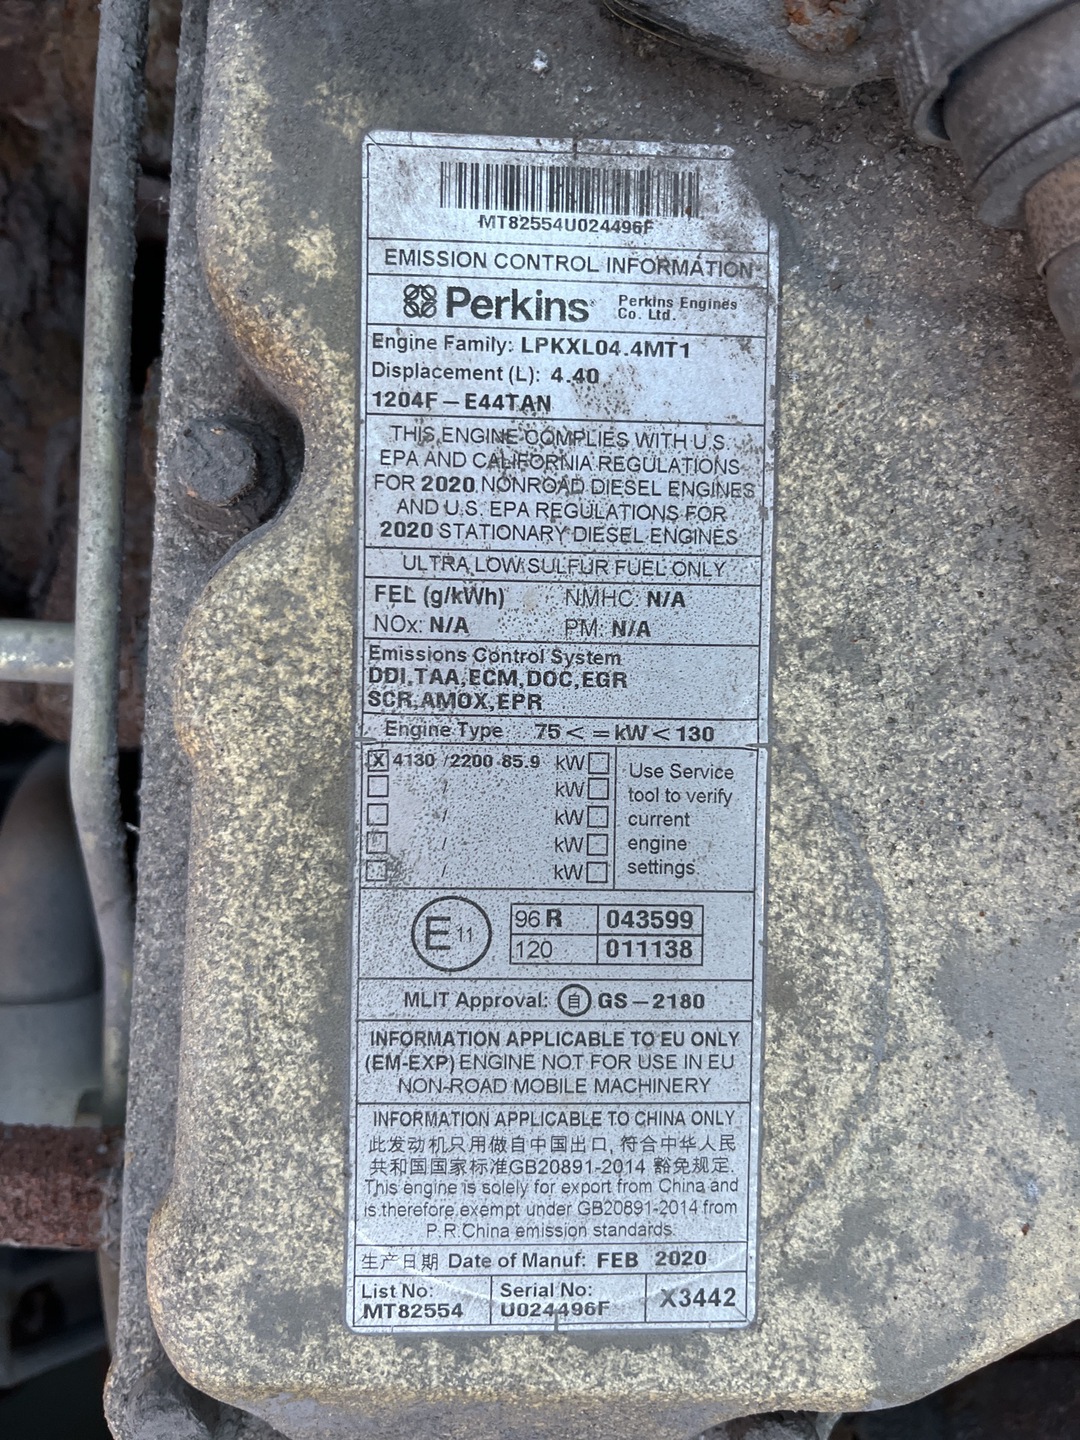 MT82554U024496F
EMISSION CONTROL INFORMATION
Perkins® Perkins Engines Co. Ltd.
Engine Family: LPKXL04.4MT1
Displacement (L): 4.40
1204F-E44TAN
THIS ENGINE COMPLIES WITH U.S.
EPA AND CALIFORNIA REGULATIONS
FOR 2020 NONROAD DIESEL ENGINES
AND U.S. EPA REGULATIONS FOR
2020 STATIONARY DIESEL ENGINES
ULTRA LOW SULFUR FUEL ONLY
FEL (g/kWh) NMHC: N/A
NOx: N/A PM: N/A
Emissions Control System
DDI,TAA,ECM,DOC,EGR
SCR,AMOX,EPR
Engine Type 75<=kW<130
X 4130 /2200 85.9 kW
/ kW
/ kW
/ kW
/ kW
Use Service
tool to verify
current
engine
settings.
E 11
96 R 043599
120 011138
MLIT Approval: 自 GS-2180
INFORMATION APPLICABLE TO EU ONLY
(EM-EXP) ENGINE NOT FOR USE IN EU
NON-ROAD MOBILE MACHINERY
INFORMATION APPLICABLE TO CHINA ONLY
此发动机只用做自中国出口, 符合中华人民
共和国国家标准GB20891-2014 豁免规定.
This engine is solely for export from China and
is therefore exempt under GB20891-2014 from
P.R.China emission standards.
生产日期 Date of Manuf: FEB 2020
List No:
MT82554
Serial No:
U024496F
X3442